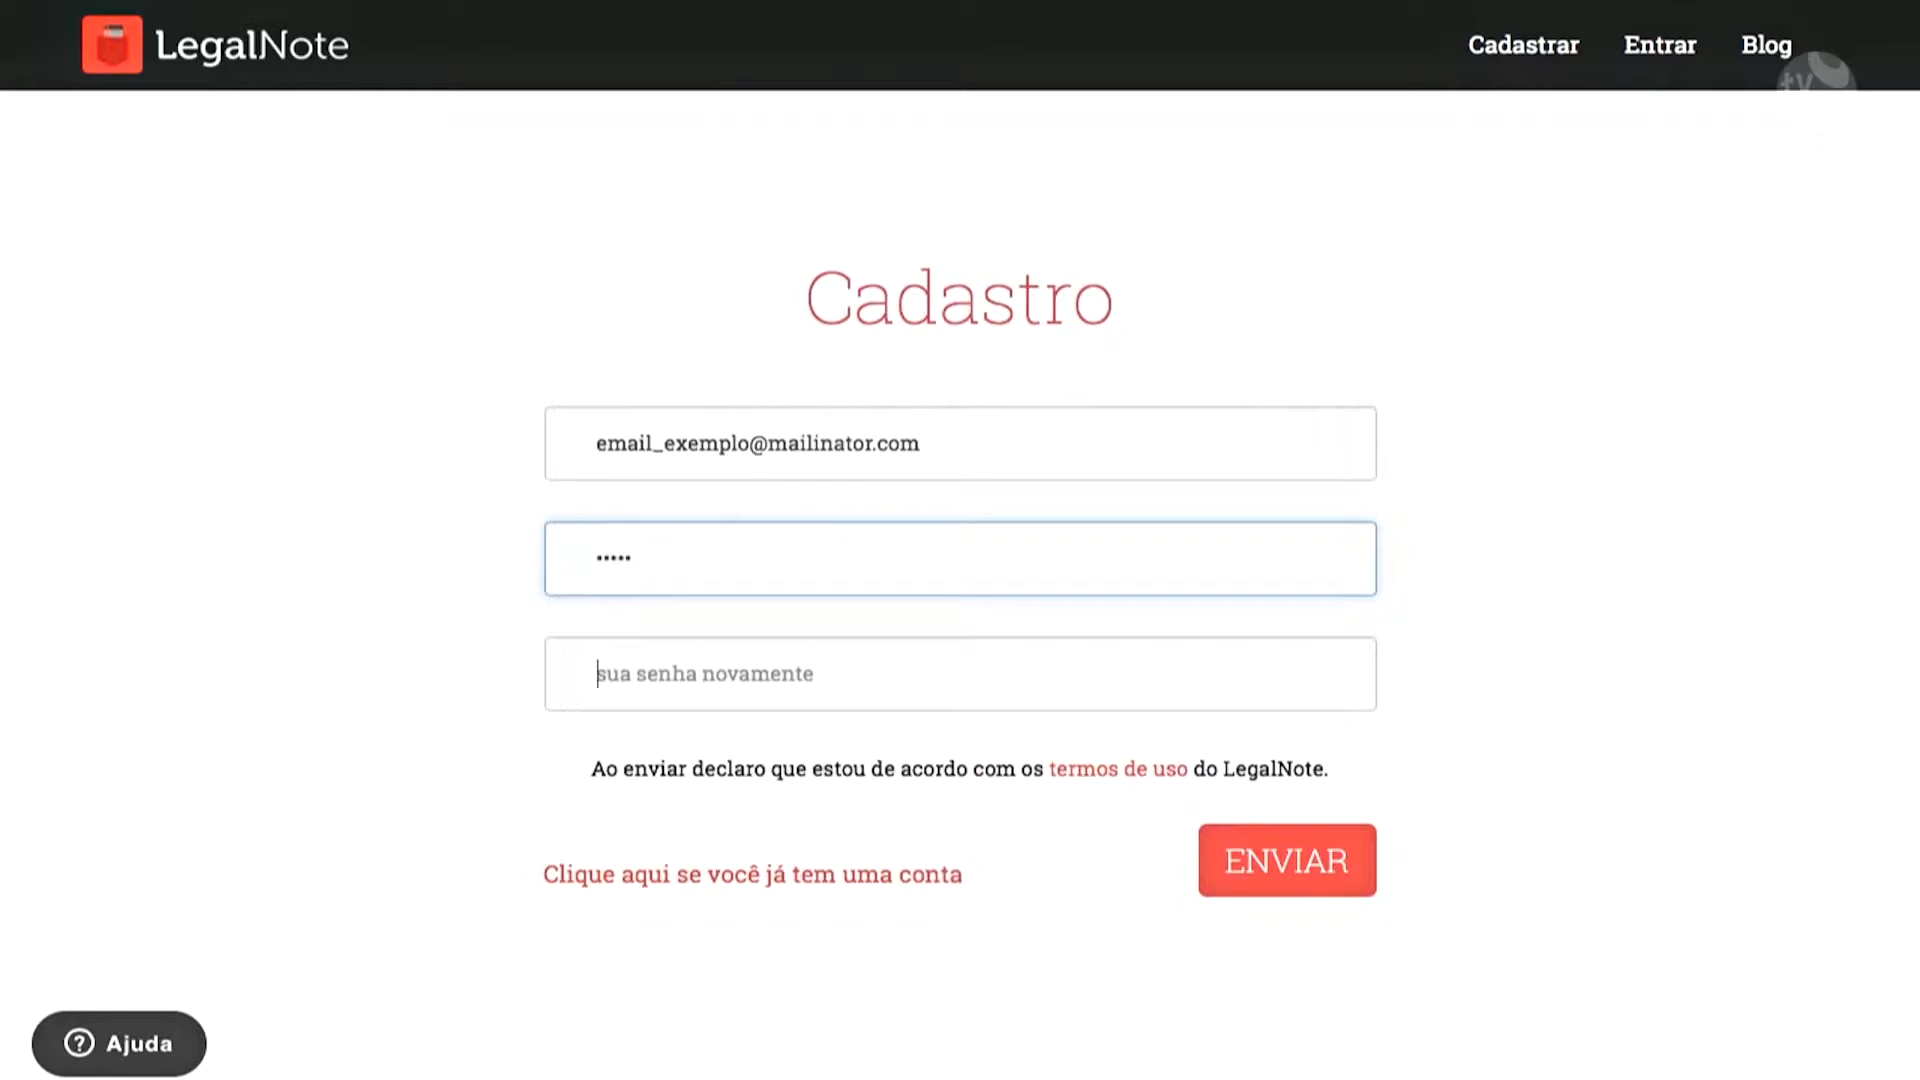 LegalNote
Cadastrar Entrar Blog
tv
Cadastro
email_exemplo@mailinator.com
•••••
sua senha novamente
Ao enviar declaro que estou de acordo com os termos de uso do LegalNote.
Clique aqui se você já tem uma conta
ENVIAR
? Ajuda